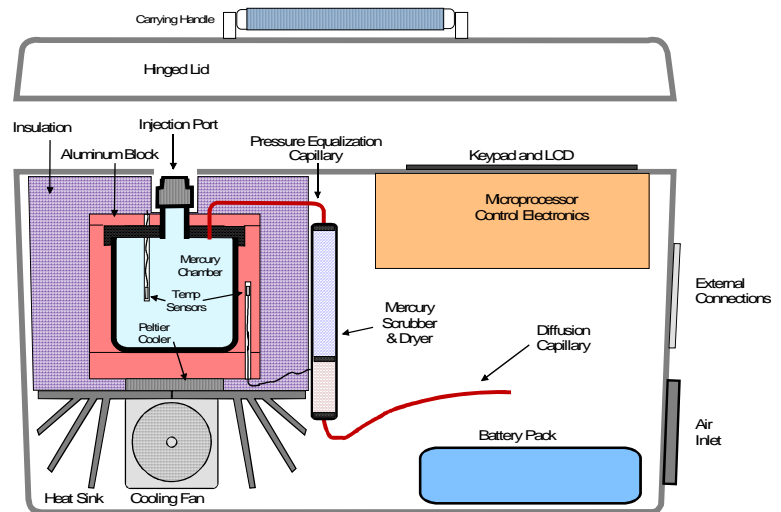 Carrying Handle
Hinged Lid
Insulation
Injection Port
Aluminum Block
Pressure Equalization
Capillary
Keypad and LCD
Microprocessor
Control Electronics
Mercury
Chamber
Temp
Sensors
Peltier
Cooler
Mercury
Scrubber
& Dryer
Diffusion
Capillary
External
Connections
Air
Inlet
Battery Pack
Heat Sink
Cooling Fan